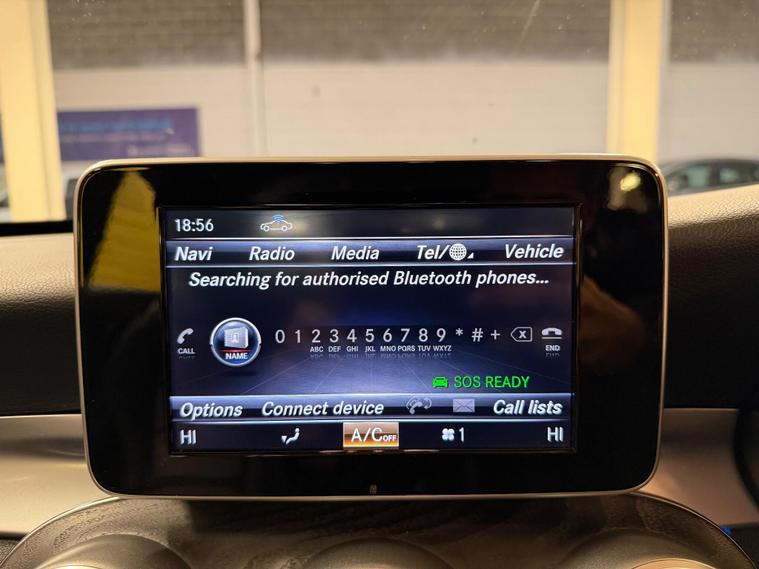 18:56
Navi Radio Media Tel/ Vehicle
Searching for authorised Bluetooth phones...
CALL NAME 0 1 2 3 4 5 6 7 8 9 * # + END
ABC DEF GHI JKL MNO PQRS TUV WXYZ
SOS READY
Options Connect device Call lists
HI A/C OFF 1 HI